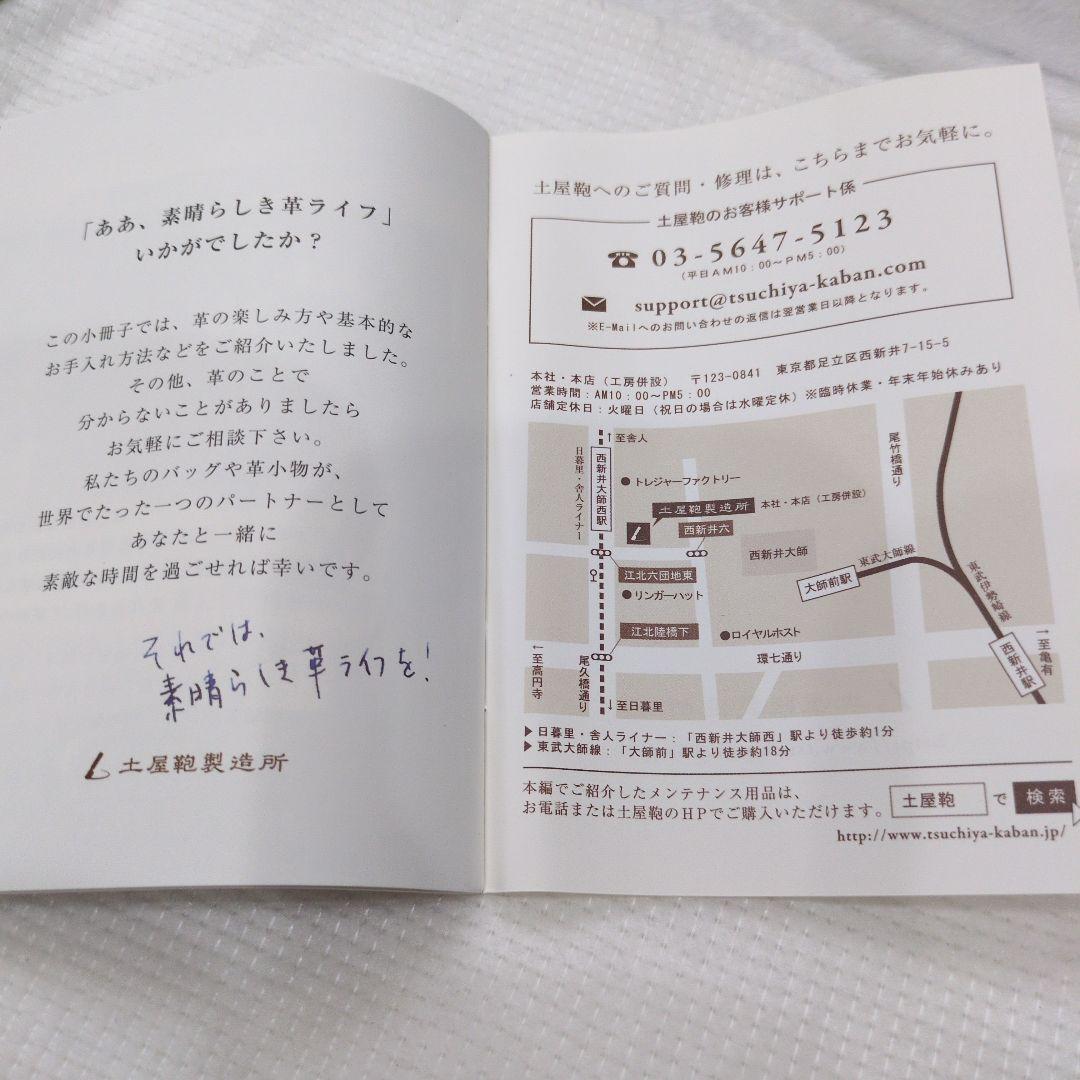 「ああ、素晴らしき革ライフ」
いかがでしたか？
この小冊子では、革の楽しみ方や基本的な
お手入れ方法などをご紹介いたしました。
その他、革のことで
分からないことがありましたら
お気軽にご相談下さい。
私たちのバッグや革小物が、
世界でたった一つのパートナーとして
あなたと一緒に
素敵な時間を過ごせれば幸いです。
それでは、
素晴らしき革ライフを！
土屋鞄製造所
土屋鞄へのご質問・修理は、こちらまでお気軽に。
土屋鞄のお客様サポート係
03-5647-5123
（平日AM10：00〜PM5：00）
support@tsuchiya-kaban.com
※E-Mailへのお問い合わせの返信は翌営業日以降となります。
本社・本店（工房併設） 〒123-0841 東京都足立区西新井7-15-5
営業時間：AM10：00〜PM5：00
店舗定休日：火曜日（祝日の場合は水曜定休）※臨時休業・年末年始休みあり
↑至舎人
日暮里・舎人ライナー
西新井大師西駅
トレジャーファクトリー
尾竹橋通り
土屋鞄製造所 本社・本店（工房併設）
西新井六
西新井大師
東武大師線
大師前駅
東武伊勢崎線
江北六団地東
リンガーハット
江北陸橋下
ロイヤルホスト
環七通り
西新井駅
→至亀有
←至高円寺
尾久橋通り
↓至日暮里
▶日暮里・舎人ライナー：「西新井大師西」駅より徒歩約1分
▶東武大師線：「大師前」駅より徒歩約18分
本編でご紹介したメンテナンス用品は、
お電話または土屋鞄のHPでご購入いただけます。
土屋鞄 で 検索
http://www.tsuchiya-kaban.jp/